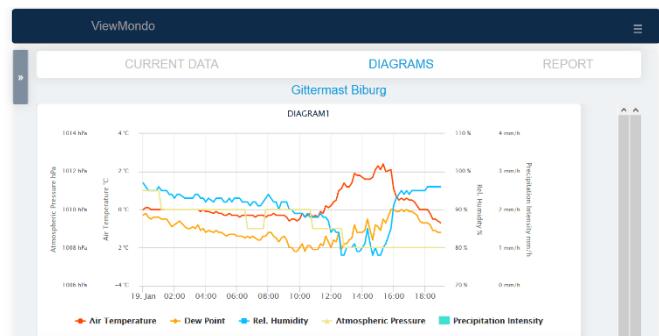 ViewMondo
CURRENT DATA DIAGRAMS REPORT
»
Gittermast Biburg
DIAGRAM1
1014 hPa 4 °C 110 % 4 mm/h
1012 hPa 2 °C 100 % 3 mm/h
1010 hPa 0 °C 90 % 2 mm/h
1008 hPa 2 °C 80 % 1 mm/h
1006 hPa -4 °C 70 % 0 mm/h
Atmospheric Pressure hPa
Air Temperature °C
Rel. Humidity %
Precipitation Intensity mm/h
19. Jan 02:00 04:00 06:00 08:00 10:00 12:00 14:00 16:00 18:00
Air Temperature Dew Point Rel. Humidity Atmospheric Pressure Precipitation Intensity